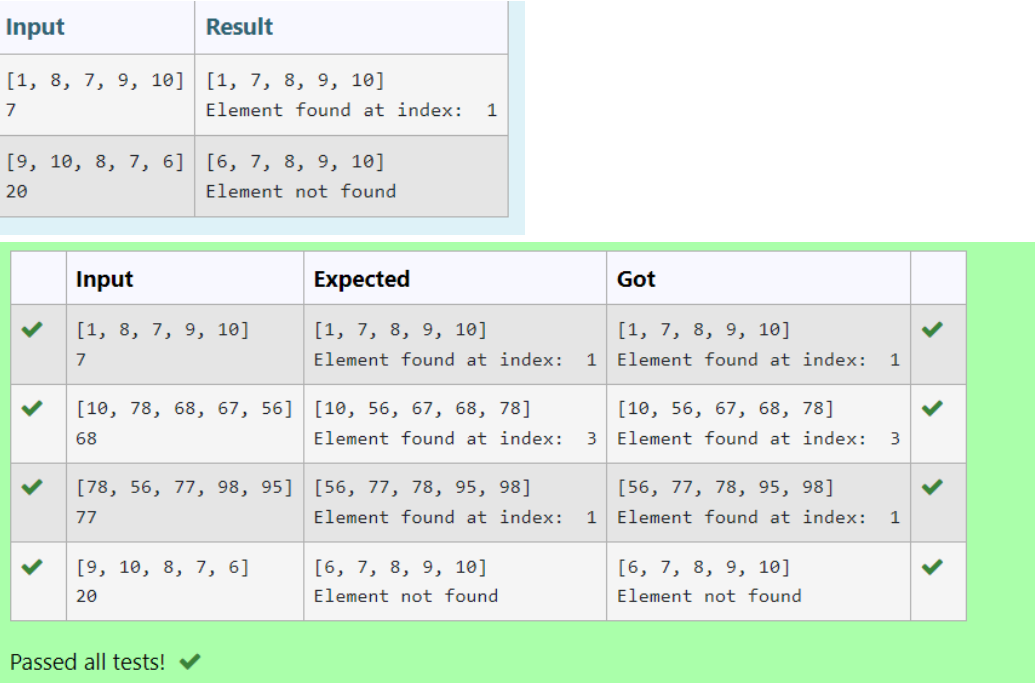 Input Result
[1, 8, 7, 9, 10] [1, 7, 8, 9, 10]
7 Element found at index:  1
[9, 10, 8, 7, 6] [6, 7, 8, 9, 10]
20 Element not found
Input Expected Got
[1, 8, 7, 9, 10] [1, 7, 8, 9, 10] [1, 7, 8, 9, 10]
7 Element found at index:  1 Element found at index:  1
[10, 78, 68, 67, 56] [10, 56, 67, 68, 78] [10, 56, 67, 68, 78]
68 Element found at index:  3 Element found at index:  3
[78, 56, 77, 98, 95] [56, 77, 78, 95, 98] [56, 77, 78, 95, 98]
77 Element found at index:  1 Element found at index:  1
[9, 10, 8, 7, 6] [6, 7, 8, 9, 10] [6, 7, 8, 9, 10]
20 Element not found Element not found
Passed all tests!